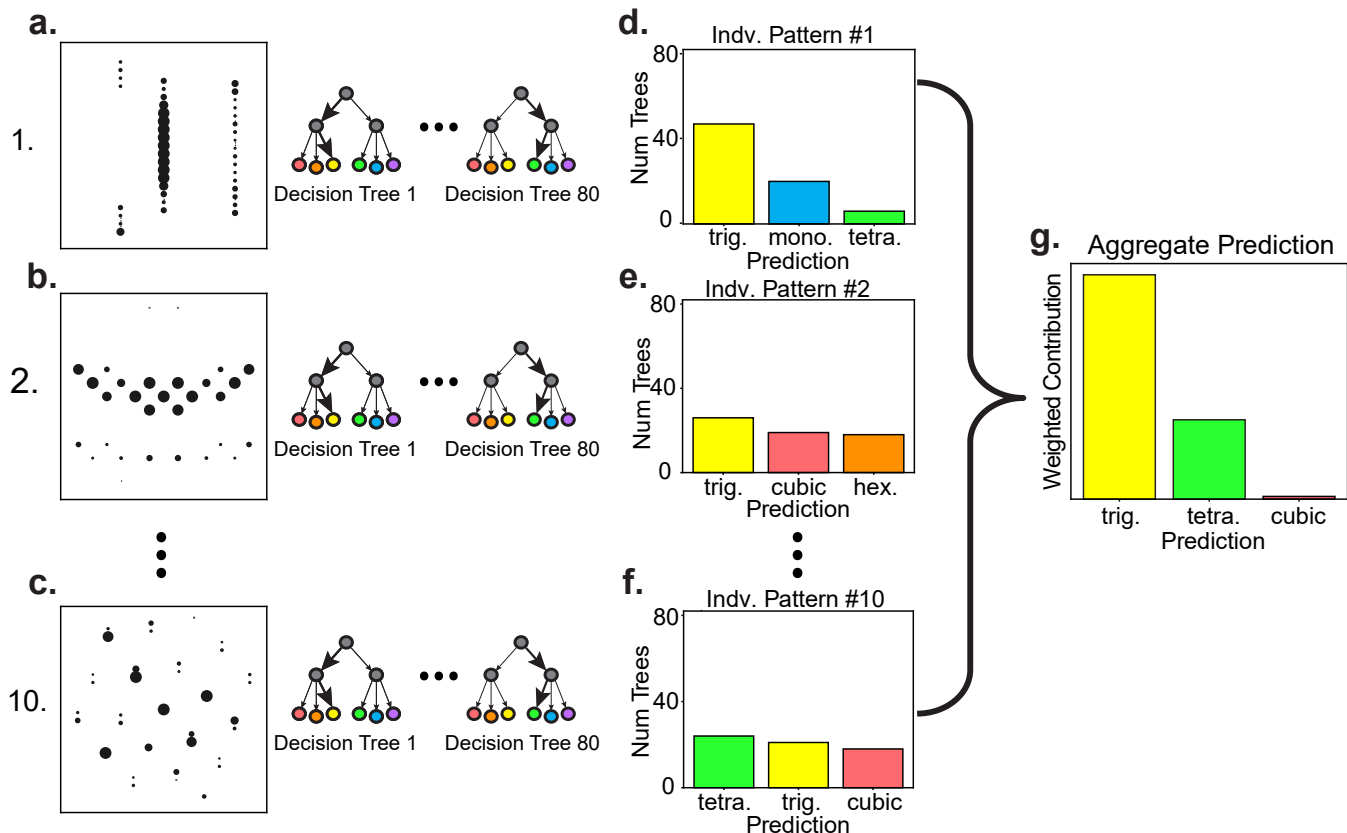 a.
1.
Decision Tree 1
Decision Tree 80
d.
Indv. Pattern #1
80
40
0
Num Trees
trig. mono. tetra.
Prediction
b.
2.
Decision Tree 1
Decision Tree 80
e.
Indv. Pattern #2
80
40
0
Num Trees
trig. cubic hex.
Prediction
c.
10.
Decision Tree 1
Decision Tree 80
f.
Indv. Pattern #10
80
40
0
Num Trees
tetra. trig. cubic
Prediction
g.
Aggregate Prediction
Weighted Contribution
trig. tetra. cubic
Prediction